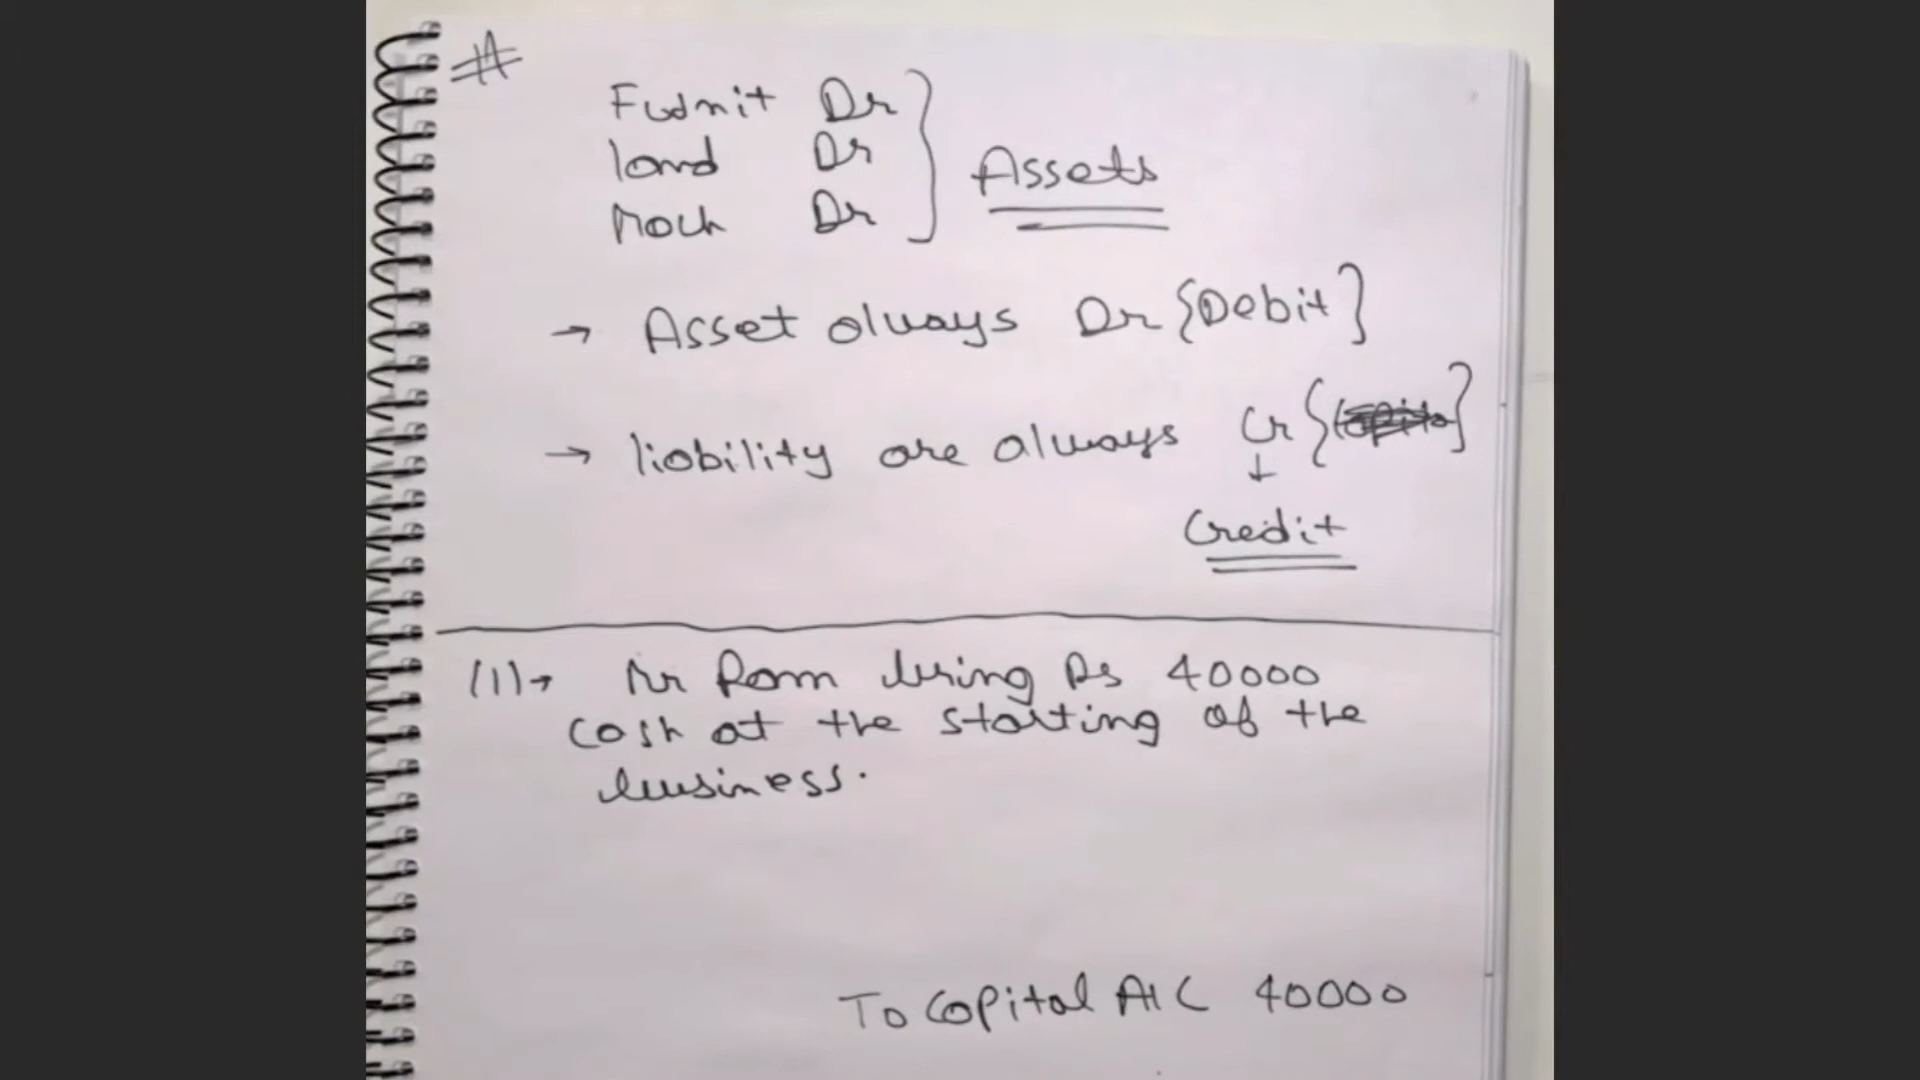 #
Fudnit Dr
land Dr
Mach Dr
Assets
→ Asset always Dr {Debit}
→ liability are always Cr { }
↓
Credit
(1)→ Mr Ram bring Rs 40000
cash at the starting of the
business.
To Capital A/C 40000